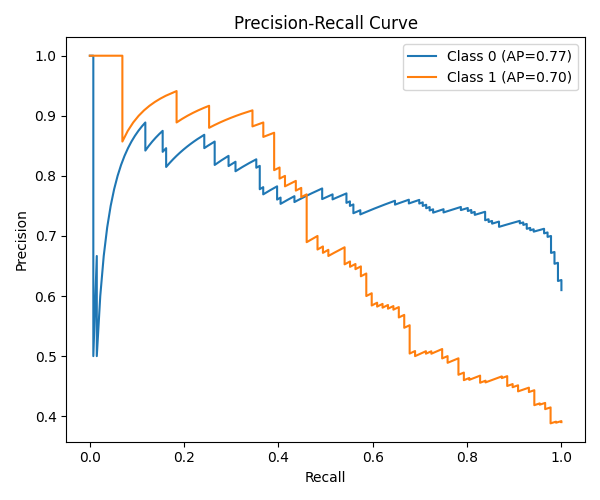 Precision-Recall Curve
Class 0 (AP=0.77)
Class 1 (AP=0.70)
Precision
1.0
0.9
0.8
0.7
0.6
0.5
0.4
0.0 0.2 0.4 0.6 0.8 1.0
Recall